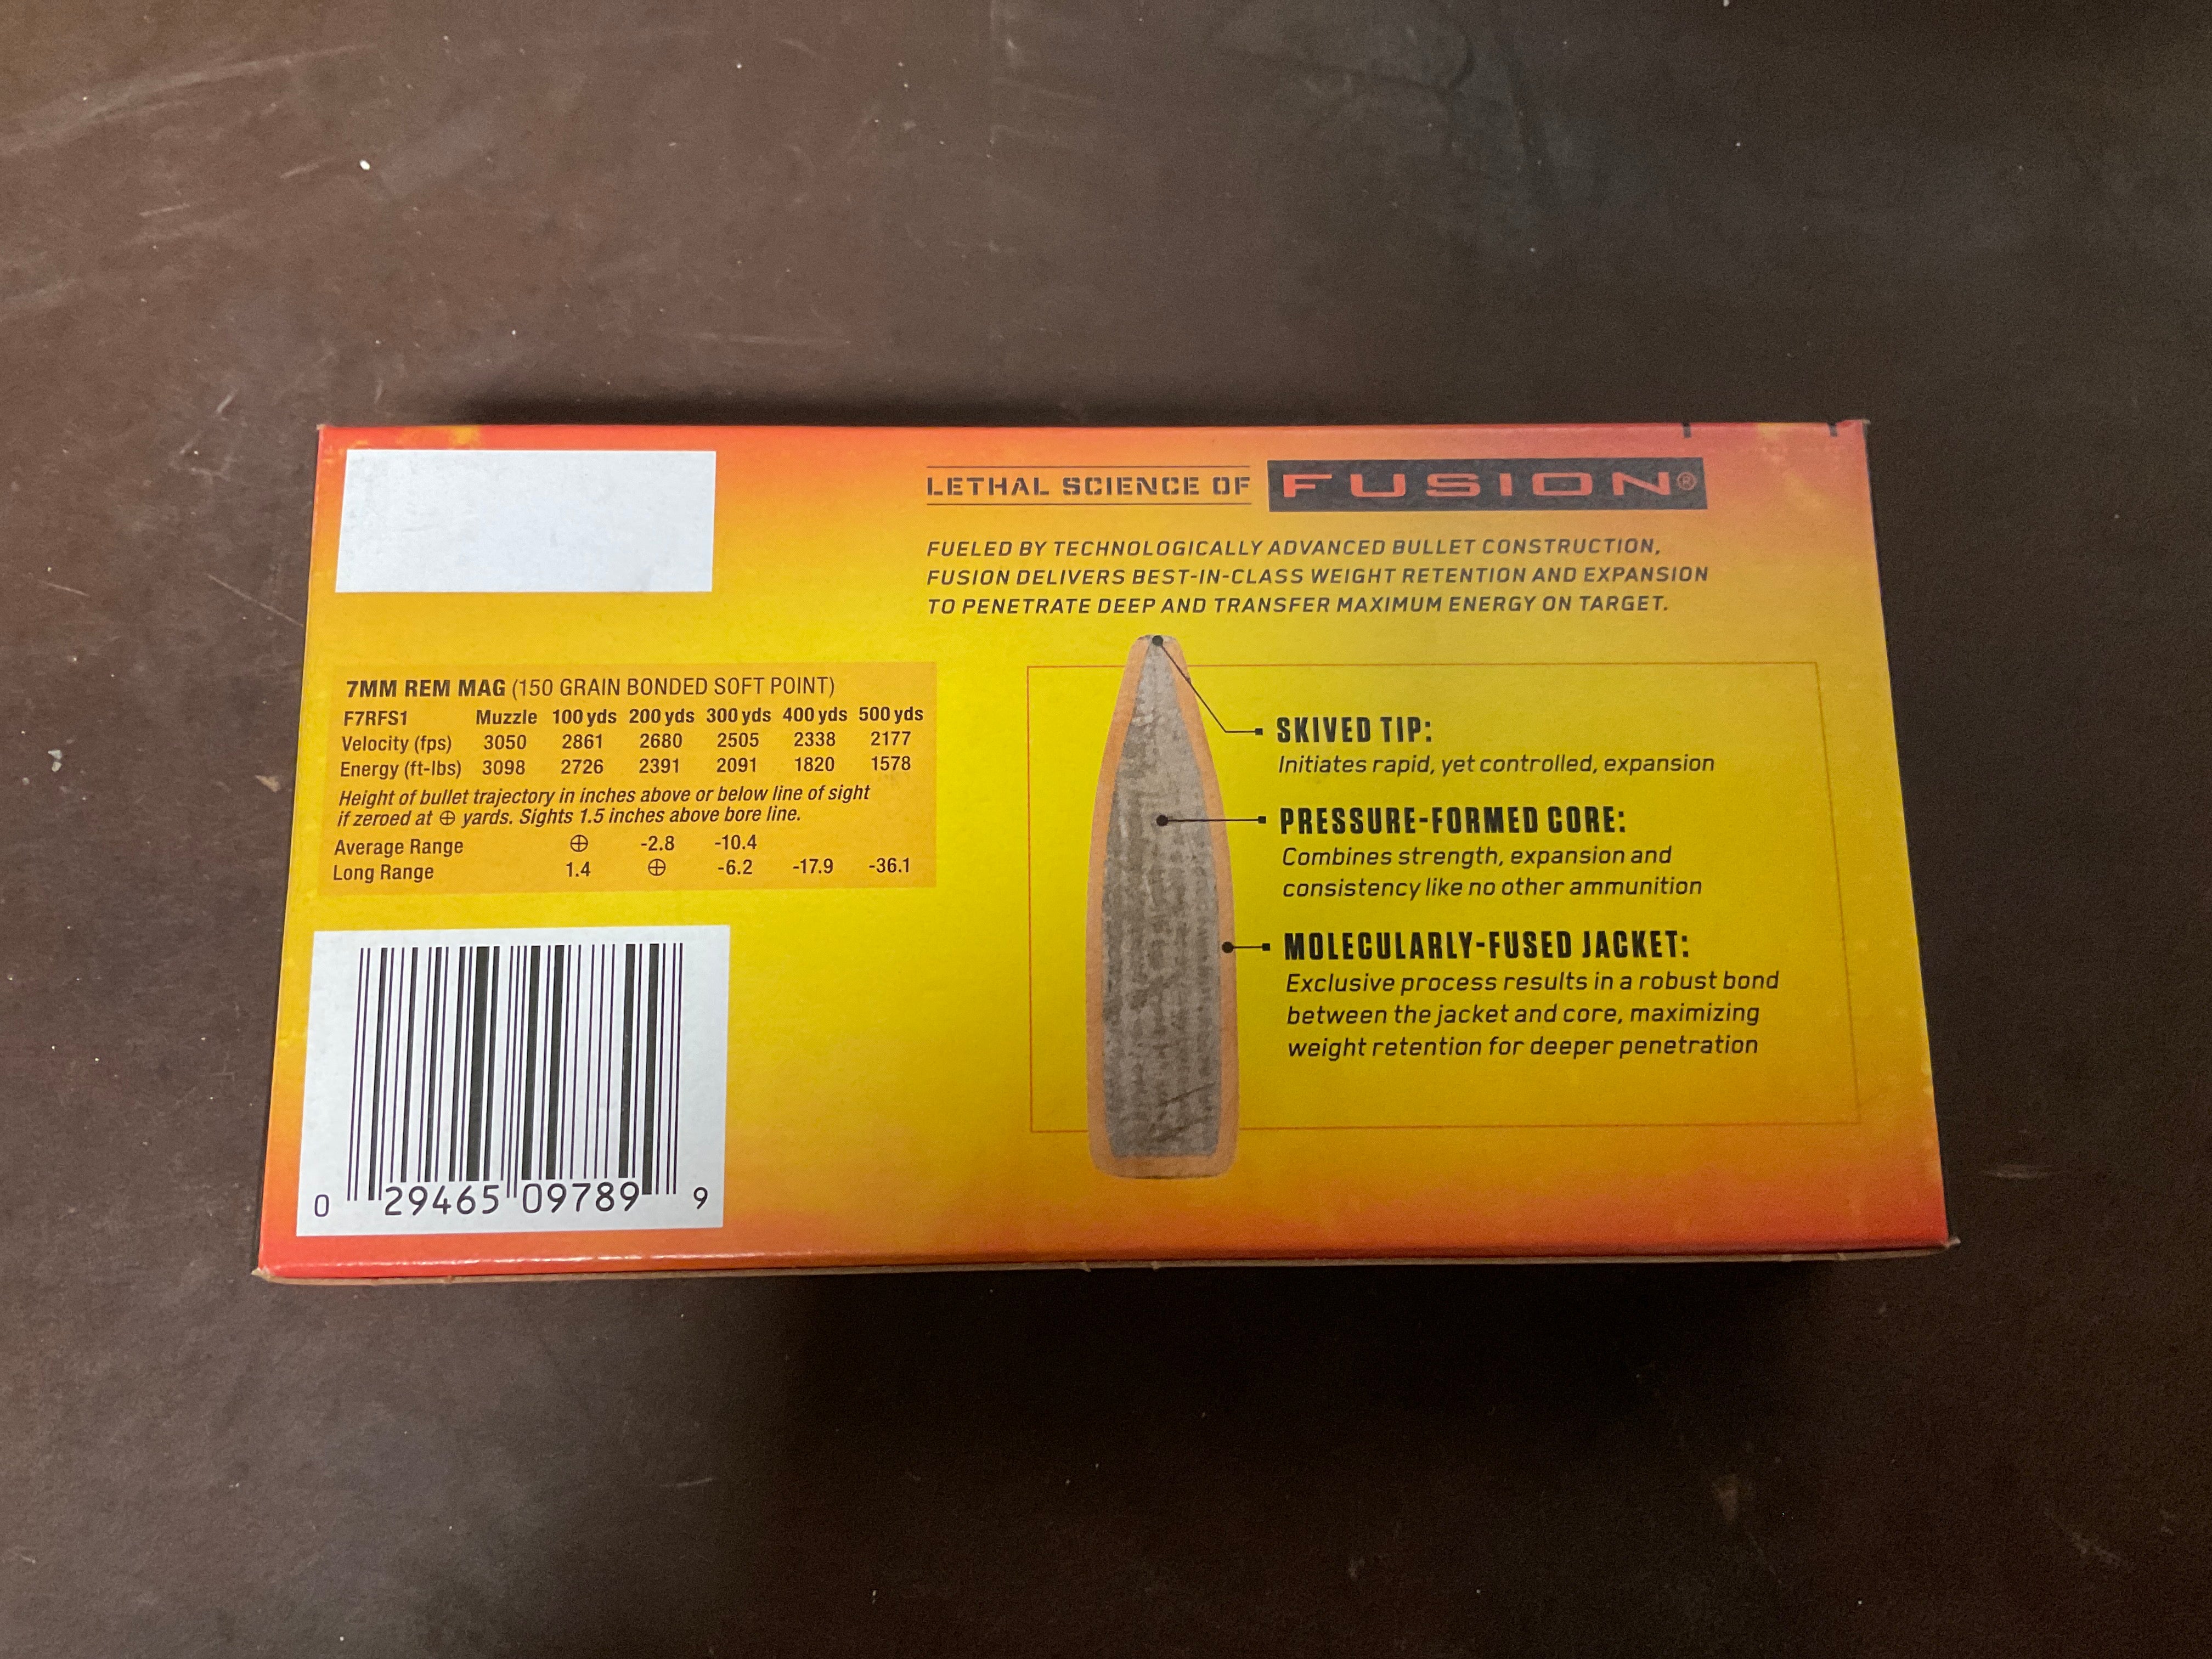 LETHAL SCIENCE OF FUSION®
FUELED BY TECHNOLOGICALLY ADVANCED BULLET CONSTRUCTION,
FUSION DELIVERS BEST-IN-CLASS WEIGHT RETENTION AND EXPANSION
TO PENETRATE DEEP AND TRANSFER MAXIMUM ENERGY ON TARGET.
7MM REM MAG (150 GRAIN BONDED SOFT POINT)
F7RFS1 Muzzle 100 yds 200 yds 300 yds 400 yds 500 yds
Velocity (fps) 3050 2861 2680 2505 2338 2177
Energy (ft-lbs) 3098 2726 2391 2091 1820 1578
Height of bullet trajectory in inches above or below line of sight
if zeroed at ⊕ yards. Sights 1.5 inches above bore line.
Average Range ⊕ -2.8 -10.4
Long Range 1.4 ⊕ -6.2 -17.9 -36.1
SKIVED TIP:
Initiates rapid, yet controlled, expansion
PRESSURE-FORMED CORE:
Combines strength, expansion and
consistency like no other ammunition
MOLECULARLY-FUSED JACKET:
Exclusive process results in a robust bond
between the jacket and core, maximizing
weight retention for deeper penetration
0 29465 09789 9